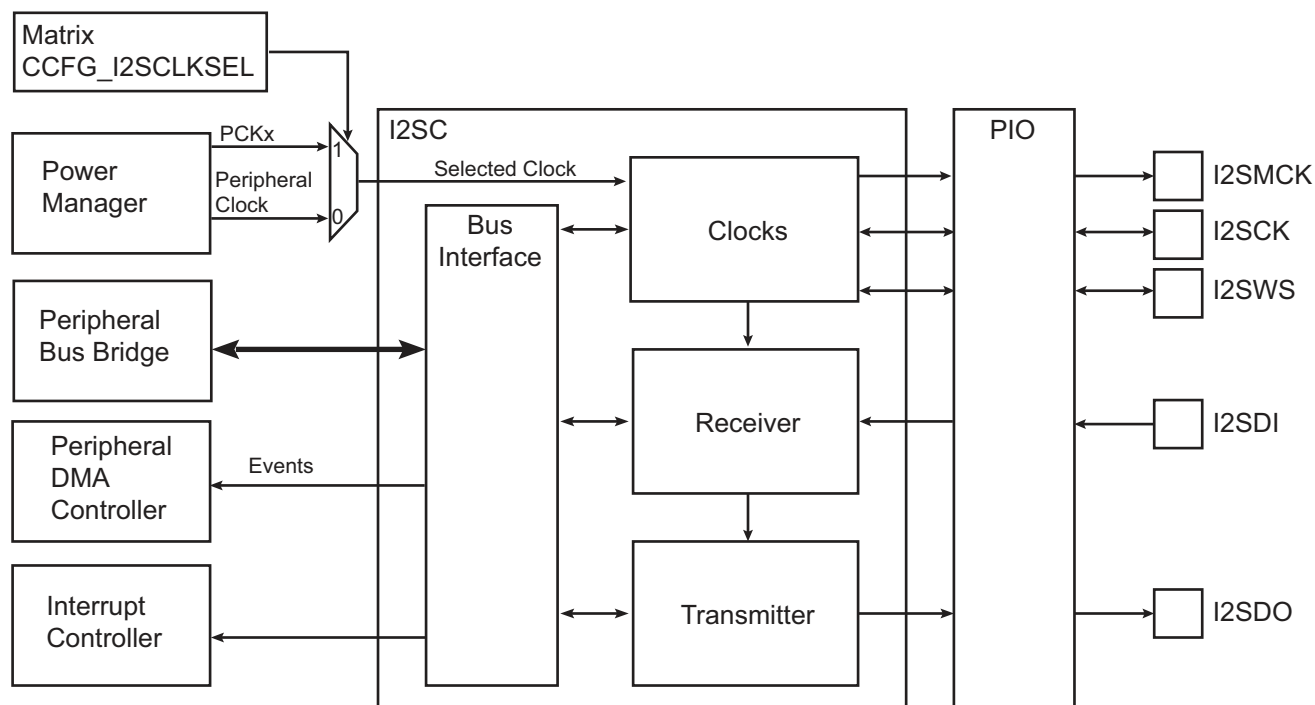 Matrix
CCFG_I2SCLKSEL
Power
Manager
PCKx
Peripheral
Clock
1
0
I2SC
Selected Clock
Bus
Interface
Clocks
PIO
I2SMCK
I2SCK
I2SWS
Peripheral
Bus Bridge
Receiver
I2SDI
Peripheral
DMA
Controller
Events
Interrupt
Controller
Transmitter
I2SDO